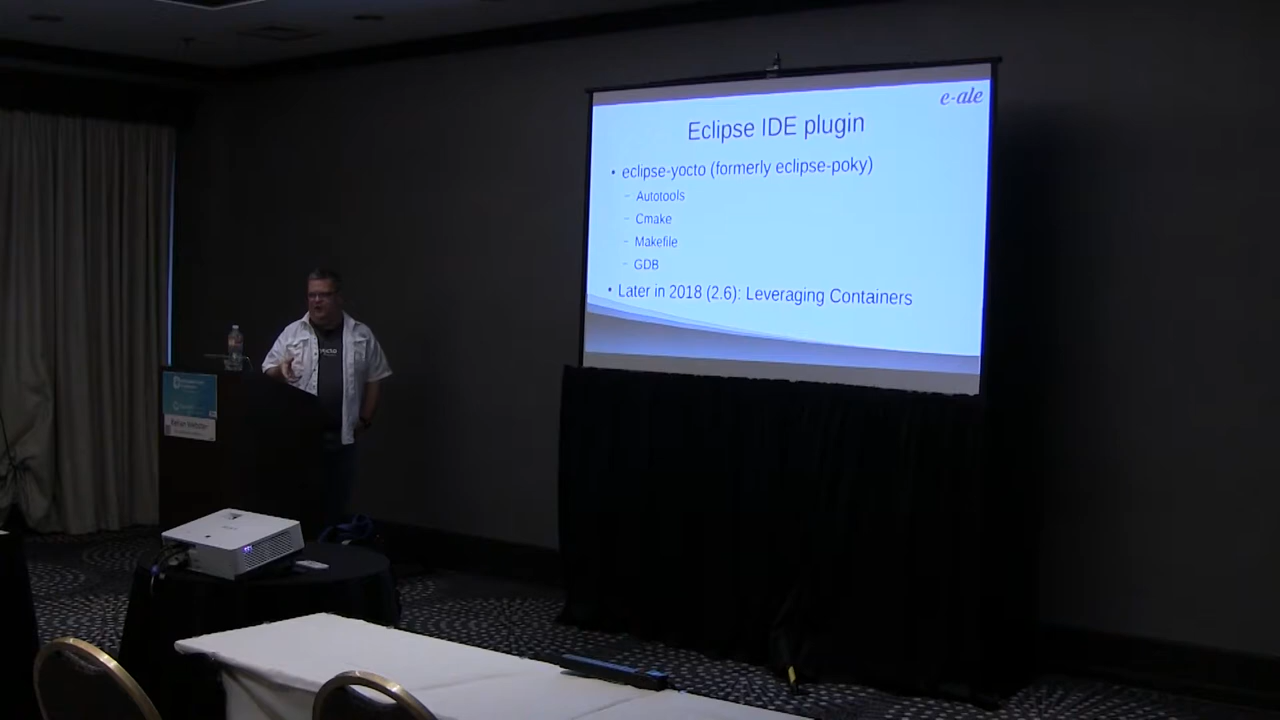 e-ale
Eclipse IDE plugin
• eclipse-yocto (formerly eclipse-poky)
– Autotools
– Cmake
– Makefile
– GDB
• Later in 2018 (2.6): Leveraging Containers